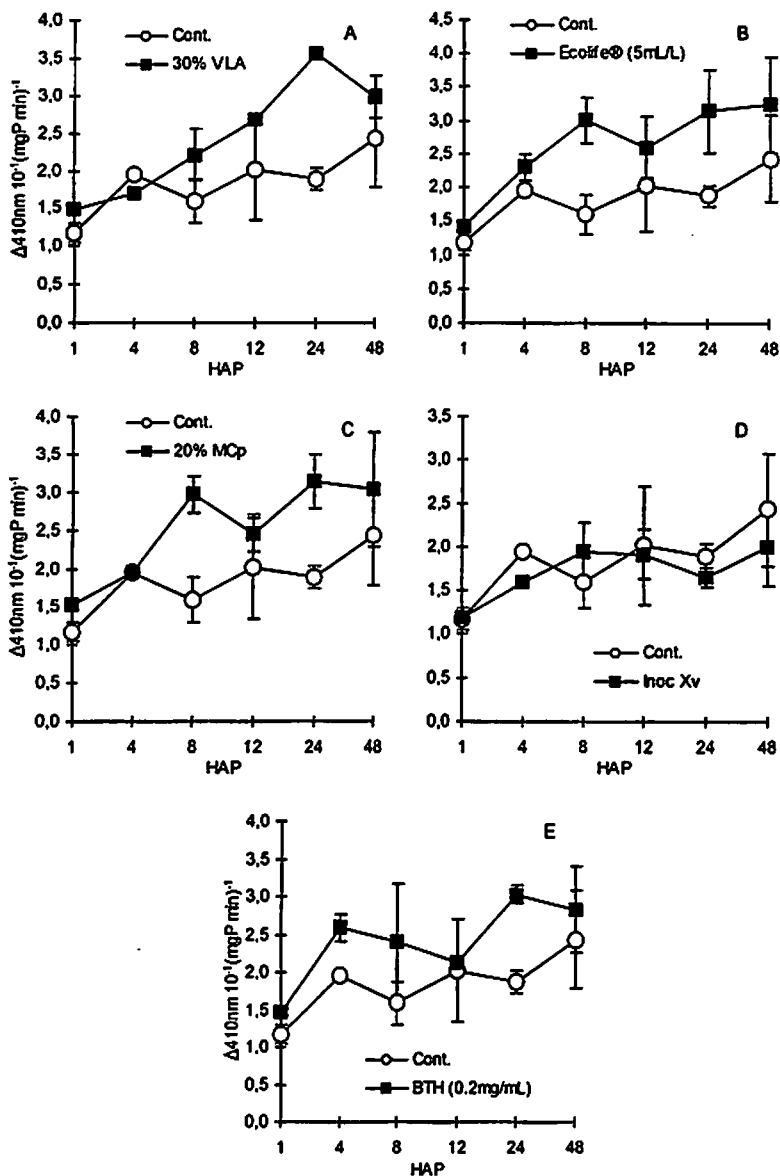 A
Cont.
30% VLA
Δ410nm 10⁻¹(mgP min)⁻¹
4,0
3,5
3,0
2,5
2,0
1,5
1,0
0,5
0,0
1 4 8 12 24 48
HAP
B
Cont.
Ecolife® (5mL/L)
4,5
4,0
3,5
3,0
2,5
2,0
1,5
1,0
0,5
0,0
1 4 8 12 24 48
HAP
C
Cont.
20% MCp
Δ410nm 10⁻¹(mgP min)⁻¹
4,0
3,5
3,0
2,5
2,0
1,5
1,0
0,5
0,0
1 4 8 12 24 48
HAP
D
3,5
3,0
2,5
2,0
1,5
1,0
0,5
0,0
Cont.
Inoc Xv
1 4 8 12 24 48
HAP
E
Δ410nm 10⁻¹(mgP min)⁻¹
4,0
3,5
3,0
2,5
2,0
1,5
1,0
0,5
0,0
Cont.
BTH (0.2mg/mL)
1 4 8 12 24 48
HAP